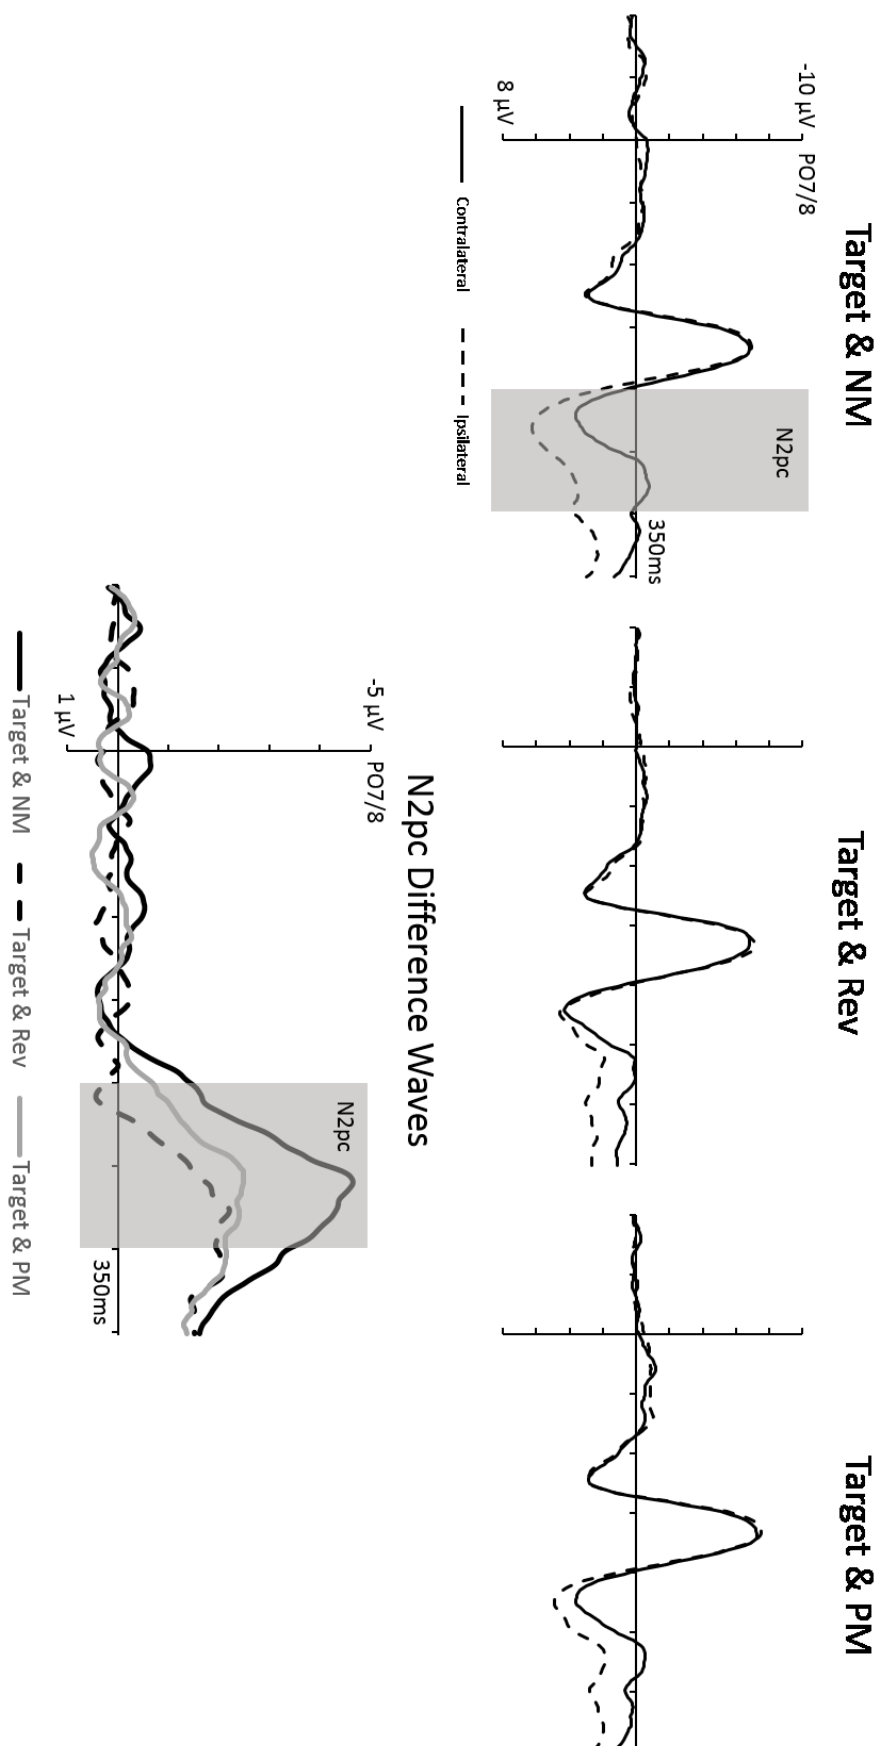 Target & NM
Target & Rev
Target & PM
-10 µV
PO7/8
N2pc
350ms
8 µV
Contralateral
Ipsilateral
N2pc Difference Waves
-5 µV
PO7/8
N2pc
1 µV
350ms
Target & NM
Target & Rev
Target & PM